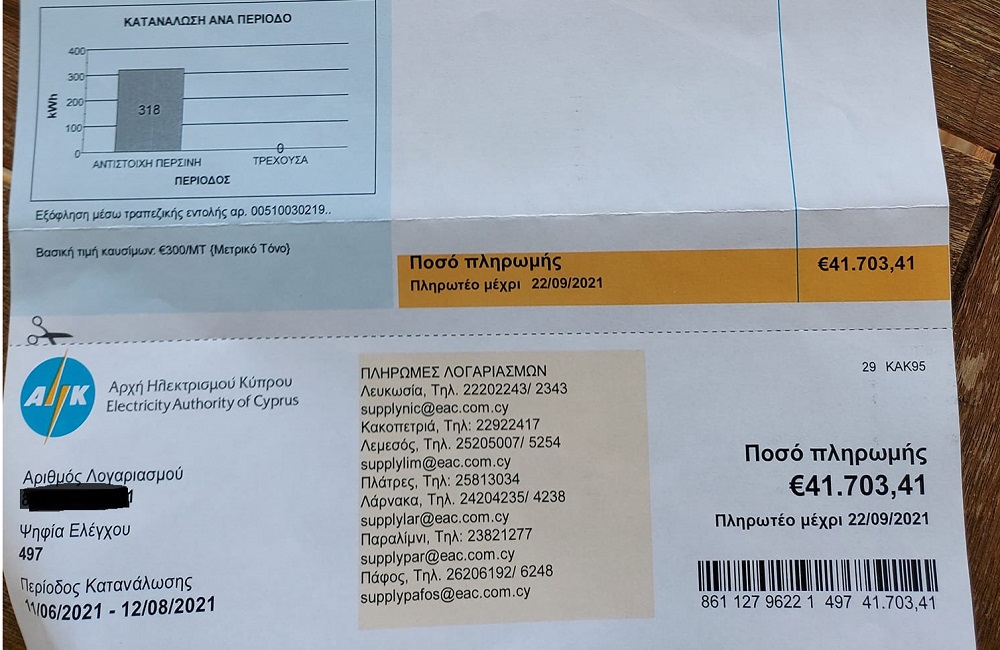 ΚΑΤΑΝΑΛΩΣΗ ΑΝΑ ΠΕΡΙΟΔΟ
400
300
200
100
0
kWh
318
0
ΑΝΤΙΣΤΟΙΧΗ ΠΕΡΣΙΝΗ
ΤΡΕΧΟΥΣΑ
ΠΕΡΙΟΔΟΣ
Εξόφληση μέσω τραπεζικής εντολής αρ. 00510030219..
Βασική τιμή καυσίμων: €300/MT {Μετρικό Τόνο}
Ποσό πληρωμής €41.703,41
Πληρωτέο μέχρι 22/09/2021
ΑΗΚ
Αρχή Ηλεκτρισμού Κύπρου
Electricity Authority of Cyprus
Αριθμός Λογαριασμού
1
Ψηφία Ελέγχου
497
Περίοδος Κατανάλωσης
11/06/2021 - 12/08/2021
ΠΛΗΡΩΜΕΣ ΛΟΓΑΡΙΑΣΜΩΝ
Λευκωσία, Τηλ. 22202243/ 2343
supplynic@eac.com.cy
Κακοπετριά, Τηλ: 22922417
Λεμεσός, Τηλ. 25205007/ 5254
supplylim@eac.com.cy
Πλάτρες, Τηλ: 25813034
Λάρνακα, Τηλ. 24204235/ 4238
supplylar@eac.com.cy
Παραλίμνι, Τηλ: 23821277
supplypar@eac.com.cy
Πάφος, Τηλ. 26206192/ 6248
supplypafos@eac.com.cy
29 KAK95
Ποσό πληρωμής
€41.703,41
Πληρωτέο μέχρι 22/09/2021
861 127 9622 1 497 41.703,41